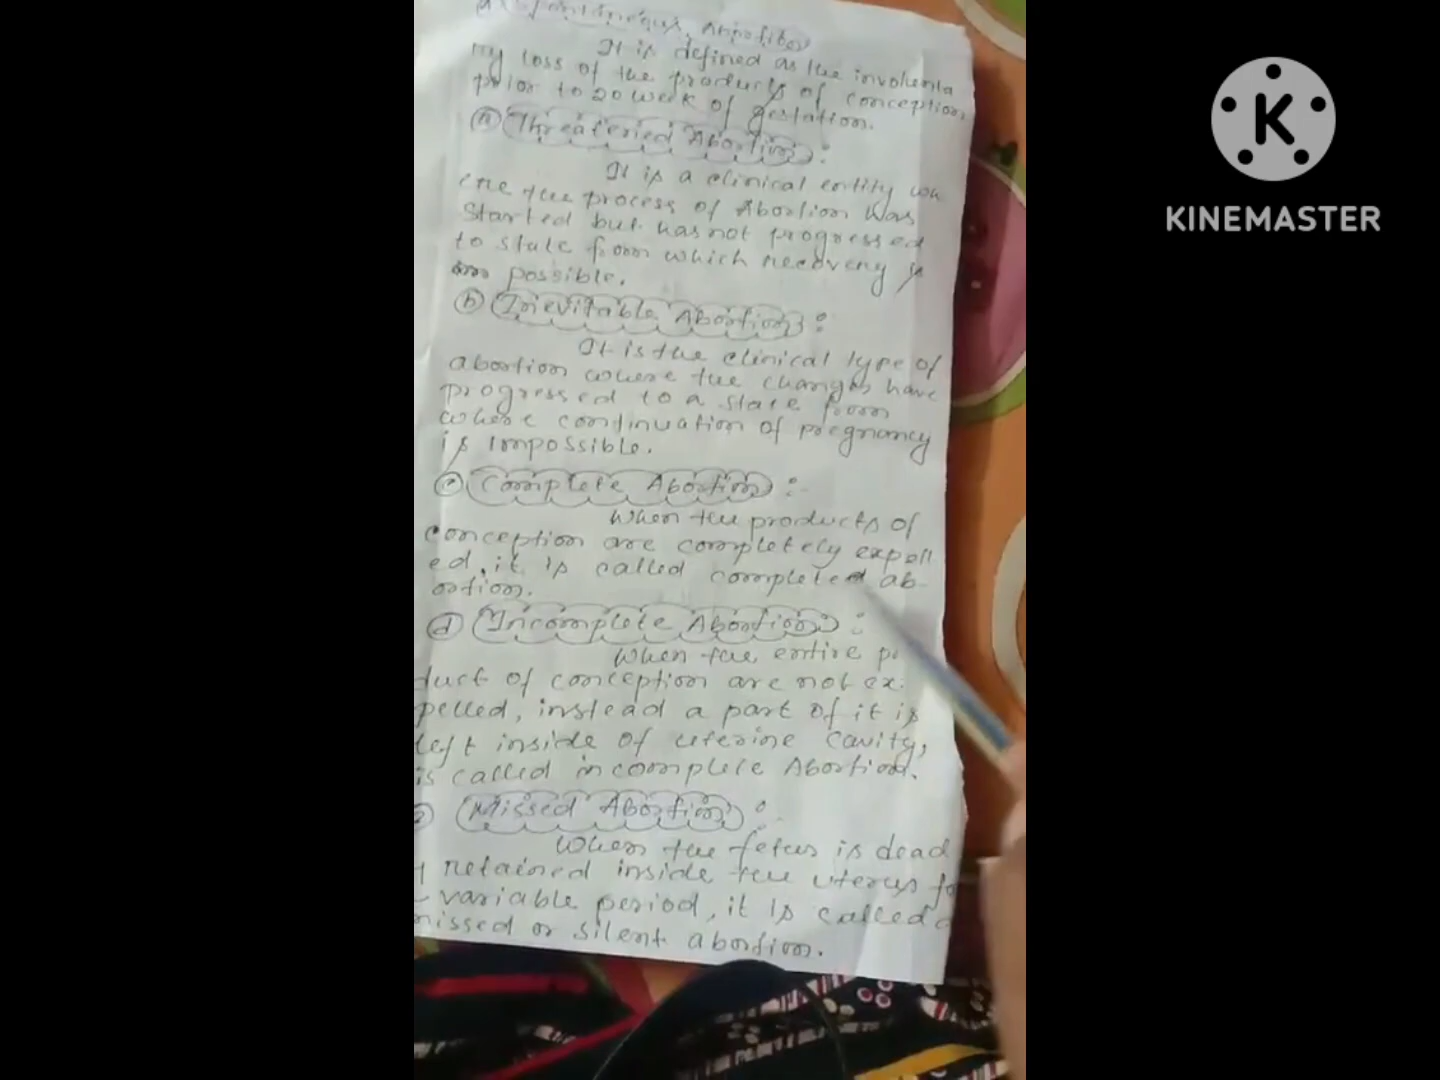 Spontaneous Abortion
It is defined as the involunta
ry loss of the products of conception
prior to 20 week of gestation.
a Threatened Abortion :
It is a clinical entity wh
ere the process of Abortion has
started but has not progressed
to state from which recovery is
possible.
b Inevitable Abortion :
It is the clinical type of
abortion where the changes have
progressed to a state from
where continuation of pregnancy
is impossible.
c Complete Abortion :-
When the products of
conception are completely expell
ed, it is called completed ab-
ortion.
d Incomplete Abortion :
When the entire p
duct of conception are not ex
pelled, instead a part of it is
left inside of uterine cavity,
is called incomplete Abortion.
Missed Abortion :
When the fetus is dead
retained inside the uterus fo
variable period, it is called
missed or silent abortion.
K
KINEMASTER